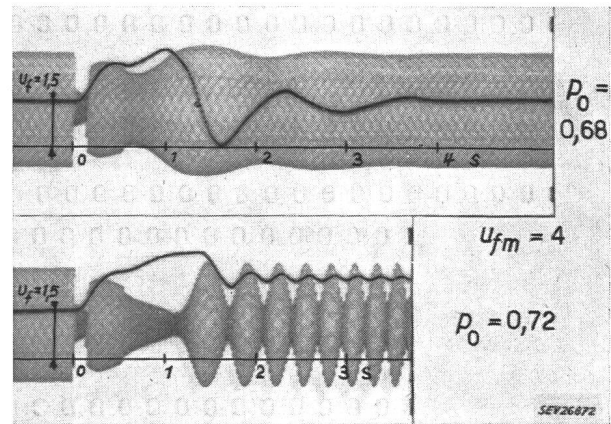 u_f=1,5
0 1 2 3 4 s
p_0 =
0,68
u_fm = 4
u_f=1,5
0 1 2 3 s
p_0 = 0,72
SEV26672